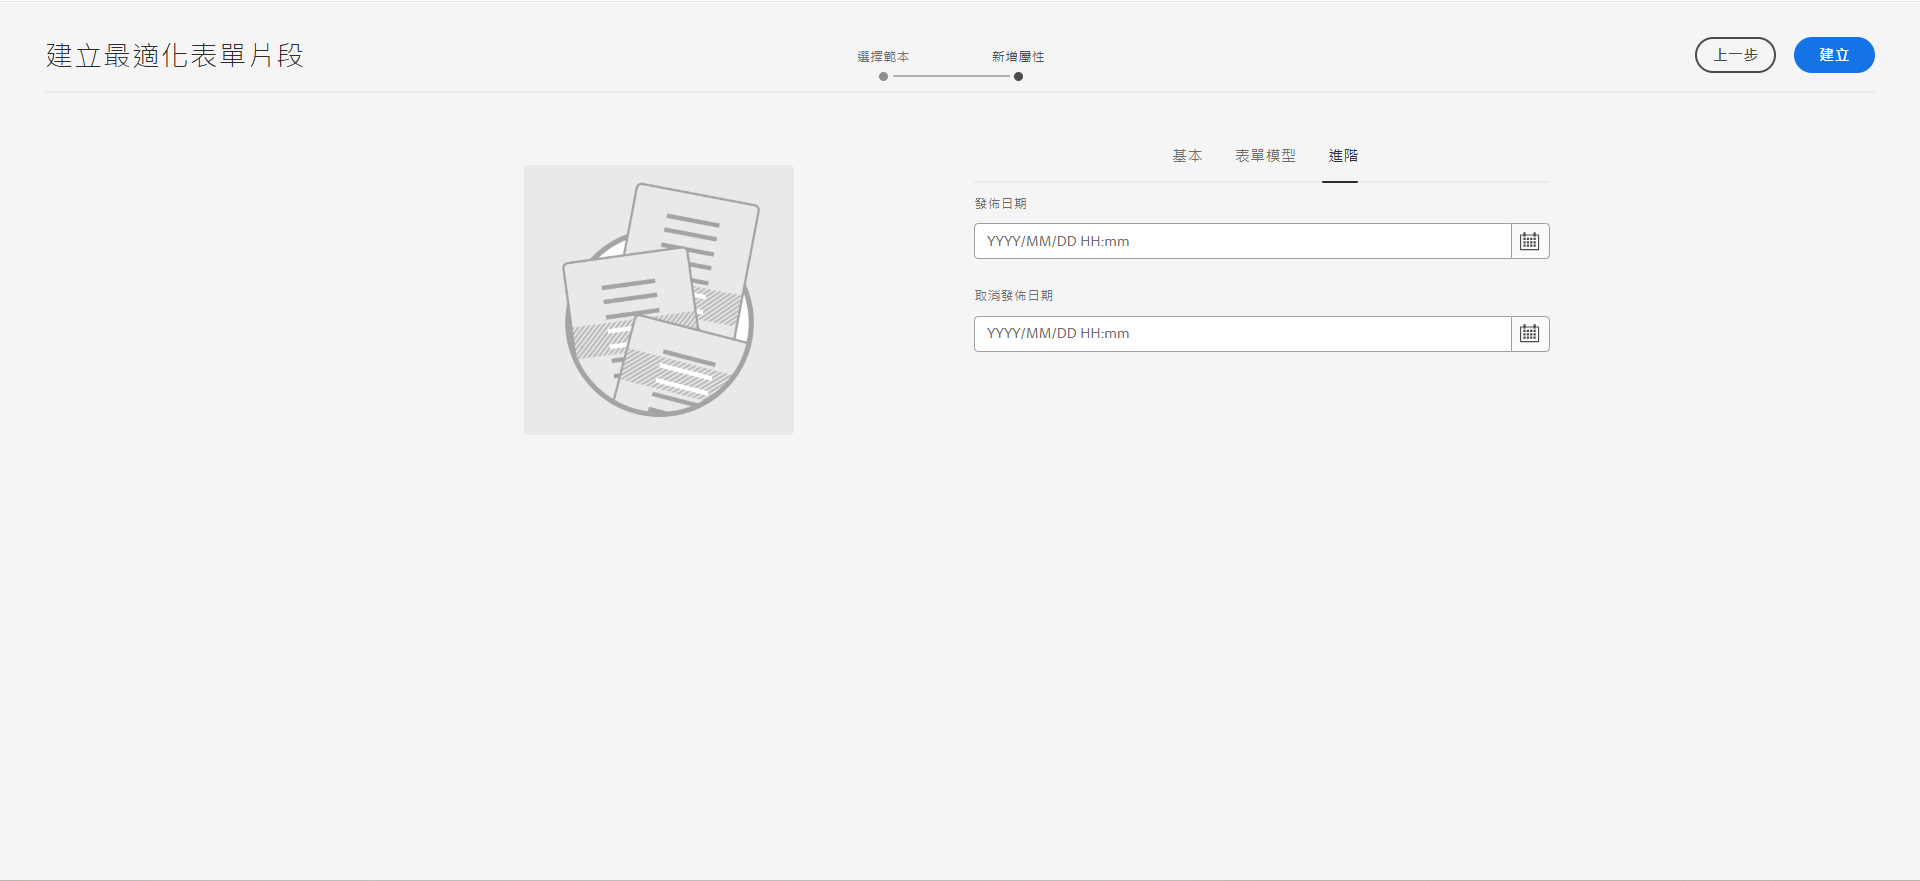 建立最適化表單片段
選擇範本
新增屬性
上一步
建立
基本
表單模型
進階
發佈日期
YYYY/MM/DD HH:mm
取消發佈日期
YYYY/MM/DD HH:mm